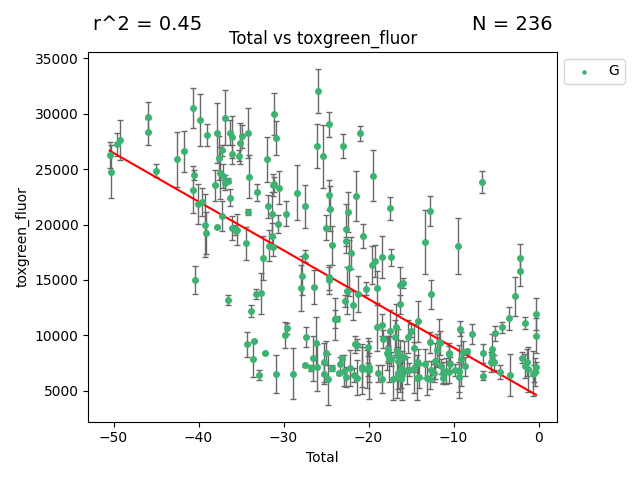 r^2 = 0.45
N = 236
Total vs toxgreen_fluor
G
toxgreen_fluor
35000
30000
25000
20000
15000
10000
5000
−50
−40
−30
−20
−10
0
Total